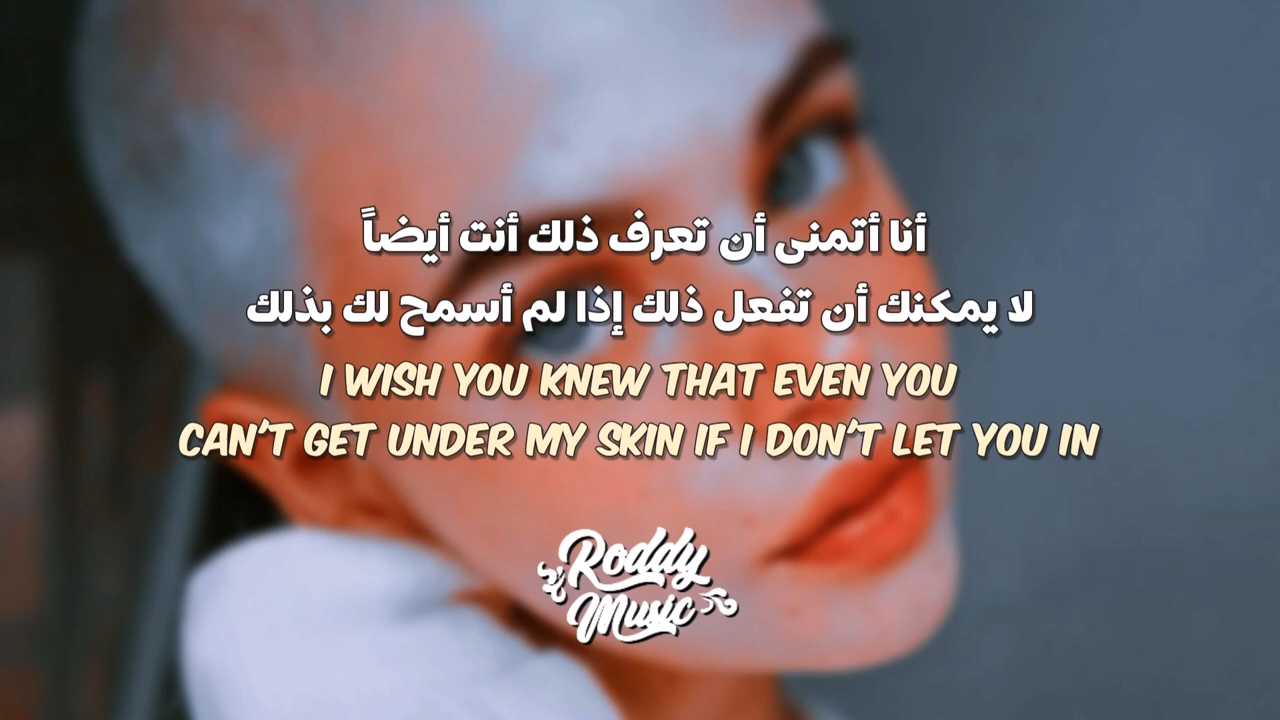 أنا أتمنى أن تعرف ذلك أنت أيضاً
لا يمكنك أن تفعل ذلك إذا لم أسمح لك بذلك
I WISH YOU KNEW THAT EVEN YOU
CAN'T GET UNDER MY SKIN IF I DON'T LET YOU IN
Roddy
Music